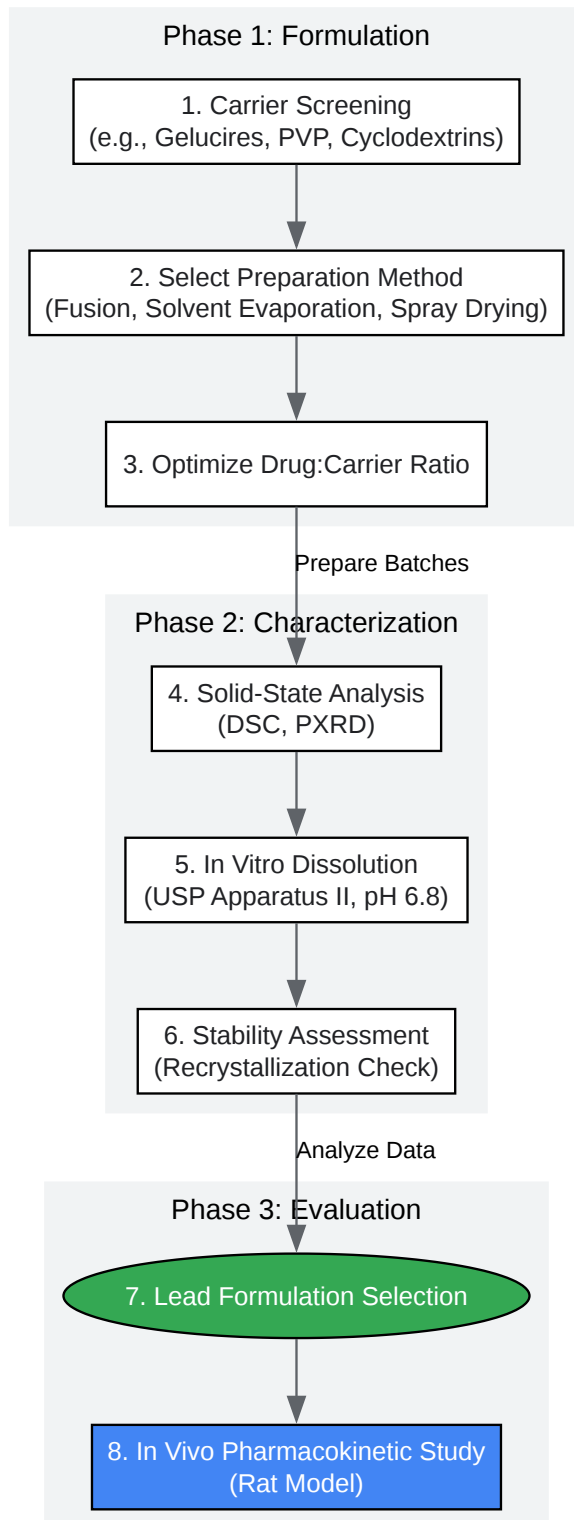 Phase 1: Formulation
1. Carrier Screening
(e.g., Gelucires, PVP, Cyclodextrins)
2. Select Preparation Method
(Fusion, Solvent Evaporation, Spray Drying)
3. Optimize Drug:Carrier Ratio
Prepare Batches
Phase 2: Characterization
4. Solid-State Analysis
(DSC, PXRD)
5. In Vitro Dissolution
(USP Apparatus II, pH 6.8)
6. Stability Assessment
(Recrystallization Check)
Analyze Data
Phase 3: Evaluation
7. Lead Formulation Selection
8. In Vivo Pharmacokinetic Study
(Rat Model)